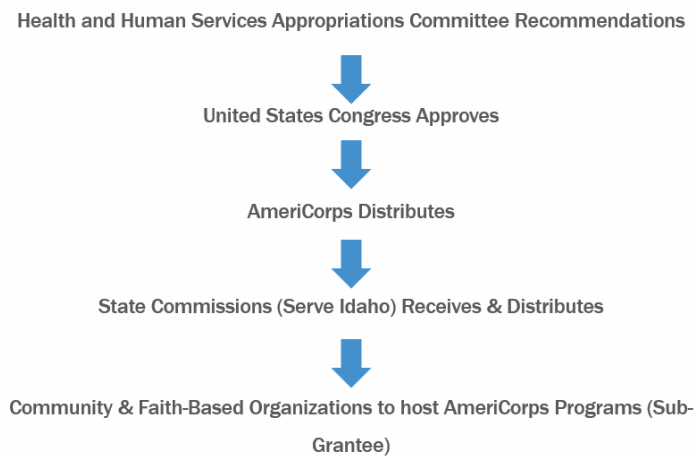 Health and Human Services Appropriations Committee Recommendations
United States Congress Approves
AmeriCorps Distributes
State Commissions (Serve Idaho) Receives & Distributes
Community & Faith-Based Organizations to host AmeriCorps Programs (Sub-
Grantee)